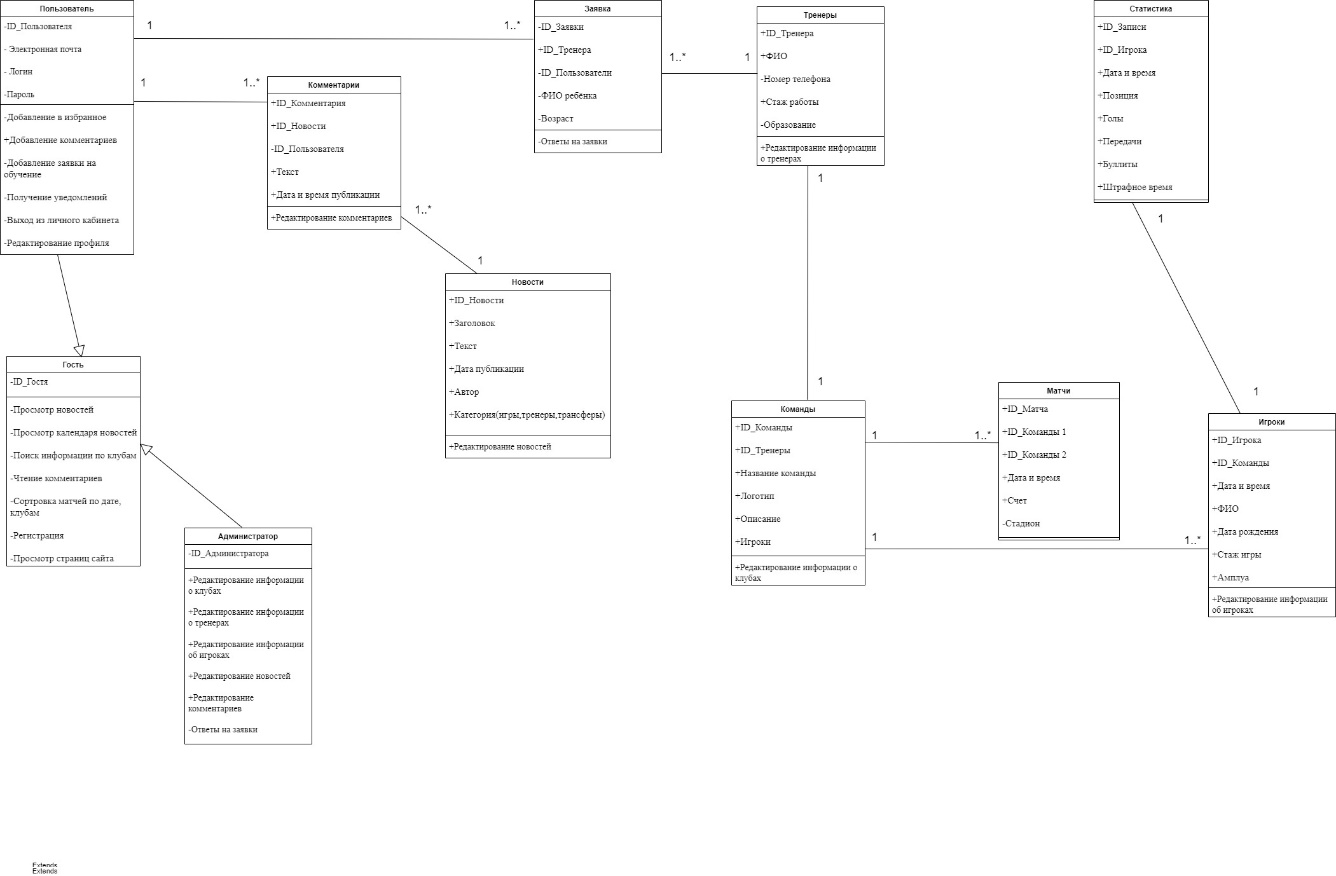 Пользователь
-ID_Пользователя
- Электронная почта
- Логин
-Пароль
-Добавление в избранное
+Добавление комментариев
-Добавление заявки на
обучение
-Получение уведомлений
-Выход из личного кабинета
-Редактирование профиля
1
1..*
1
1..*
Комментарии
+ID_Комментария
+ID_Новости
-ID_Пользователя
+Текст
+Дата и время публикации
+Редактирование комментариев
1..*
1
Заявка
-ID_Заявки
+ID_Тренера
-ID_Пользователи
-ФИО ребёнка
-Возраст
-Ответы на заявки
1..*
1
Тренеры
+ID_Тренера
+ФИО
-Номер телефона
+Стаж работы
-Образование
+Редактирование информации
о тренерах
1
1
Статистика
+ID_Записи
+ID_Игрока
+Дата и время
+Позиция
+Голы
+Передачи
+Буллиты
+Штрафное время
1
1
Новости
+ID_Новости
+Заголовок
+Текст
+Дата публикации
+Автор
+Категория(игры,тренеры,трансферы)
+Редактирование новостей
Гость
-ID_Гостя
-Просмотр новостей
-Просмотр календаря новостей
-Поиск информации по клубам
-Чтение комментариев
-Сортровка матчей по дате,
клубам
-Регистрация
-Просмотр страниц сайта
Администратор
-ID_Администратора
+Редактирование информации
о клубах
+Редактирование информации
о тренерах
+Редактирование информации
об игроках
+Редактирование новостей
+Редактирование
комментариев
-Ответы на заявки
Команды
+ID_Команды
+ID_Тренеры
+Название команды
+Логотип
+Описание
+Игроки
+Редактирование информации о
клубах
1
1..*
1
1..*
Матчи
+ID_Матча
+ID_Команды 1
+ID_Команды 2
+Дата и время
+Счет
-Стадион
Игроки
+ID_Игрока
+ID_Команды
+Дата и время
+ФИО
+Дата рождения
+Стаж игры
+Амплуа
+Редактирование информации
об игроках
Extends
Extends